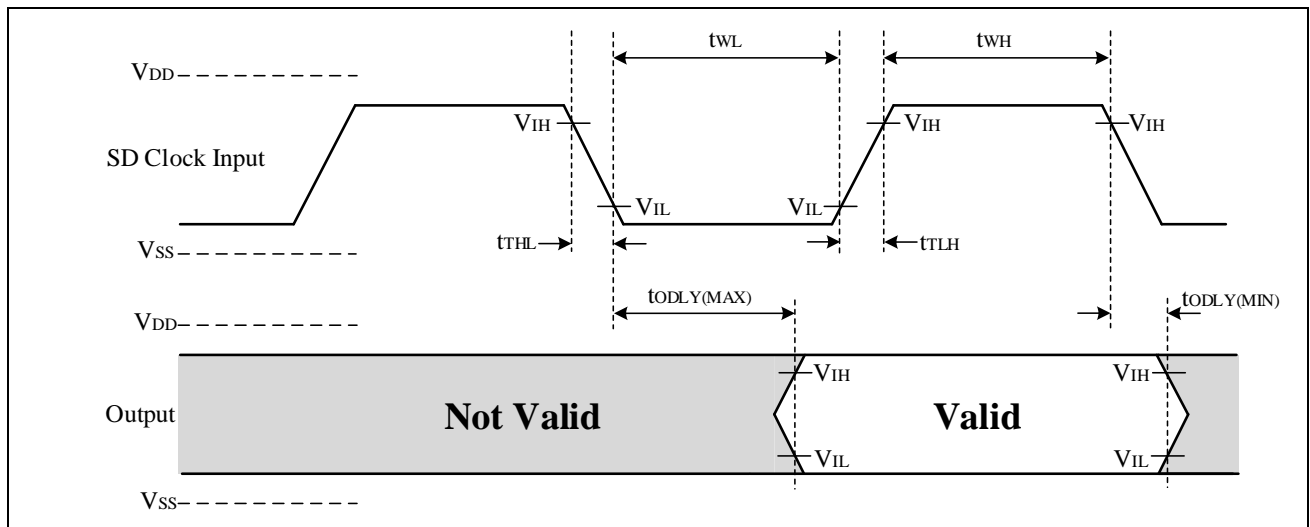 tWL tWH
VDD
VIH VIH VIH
SD Clock Input
VIL VIL
tTHL tTLH
VSS
tODLY(MAX) tODLY(MIN)
VDD
VIH VIH
Output Not Valid Valid
VIL VIL
VSS